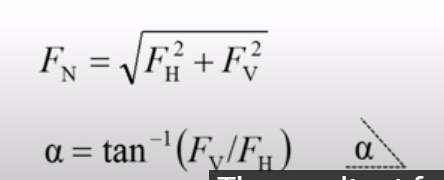 F_N = √(F_H² + F_V²)
α = tan⁻¹(F_V/F_H) α